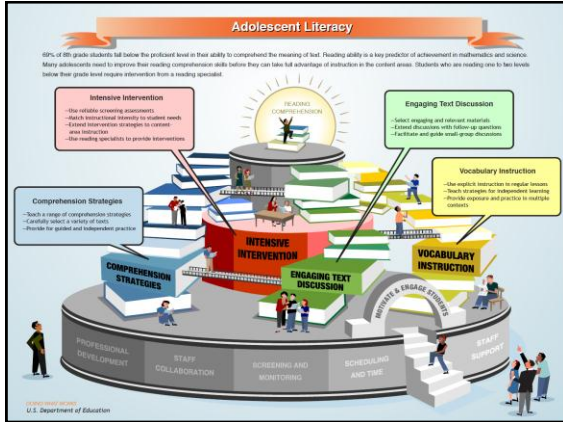 Adolescent Literacy
69% of 8th grade students fall below the proficient level in their ability to comprehend the meaning of text. Reading ability is a key predictor of achievement in mathematics and science.
Many adolescents need to improve their reading comprehension skills before they can take full advantage of instruction in the content areas. Students who are reading one to two levels
below their grade level require intervention from a reading specialist.
READING
COMPREHENSION
Intensive Intervention
–Use reliable screening assessments
–Match instructional intensity to student needs
–Extend intervention strategies to content-
area instruction
–Use reading specialists to provide interventions
Engaging Text Discussion
–Select engaging and relevant materials
–Extend discussions with follow-up questions
–Facilitate and guide small-group discussions
Vocabulary Instruction
–Use explicit instruction in regular lessons
–Teach strategies for independent learning
–Provide exposure and practice in multiple
contexts
Comprehension Strategies
–Teach a range of comprehension strategies
–Carefully select a variety of texts
–Provide for guided and independent practice
COMPREHENSION
STRATEGIES
INTENSIVE
INTERVENTION
ENGAGING TEXT
DISCUSSION
VOCABULARY
INSTRUCTION
MOTIVATE & ENGAGE STUDENTS
PROFESSIONAL
DEVELOPMENT
STAFF
COLLABORATION
SCREENING AND
MONITORING
SCHEDULING
AND TIME
STAFF
SUPPORT
DOING WHAT WORKS
U.S. Department of Education